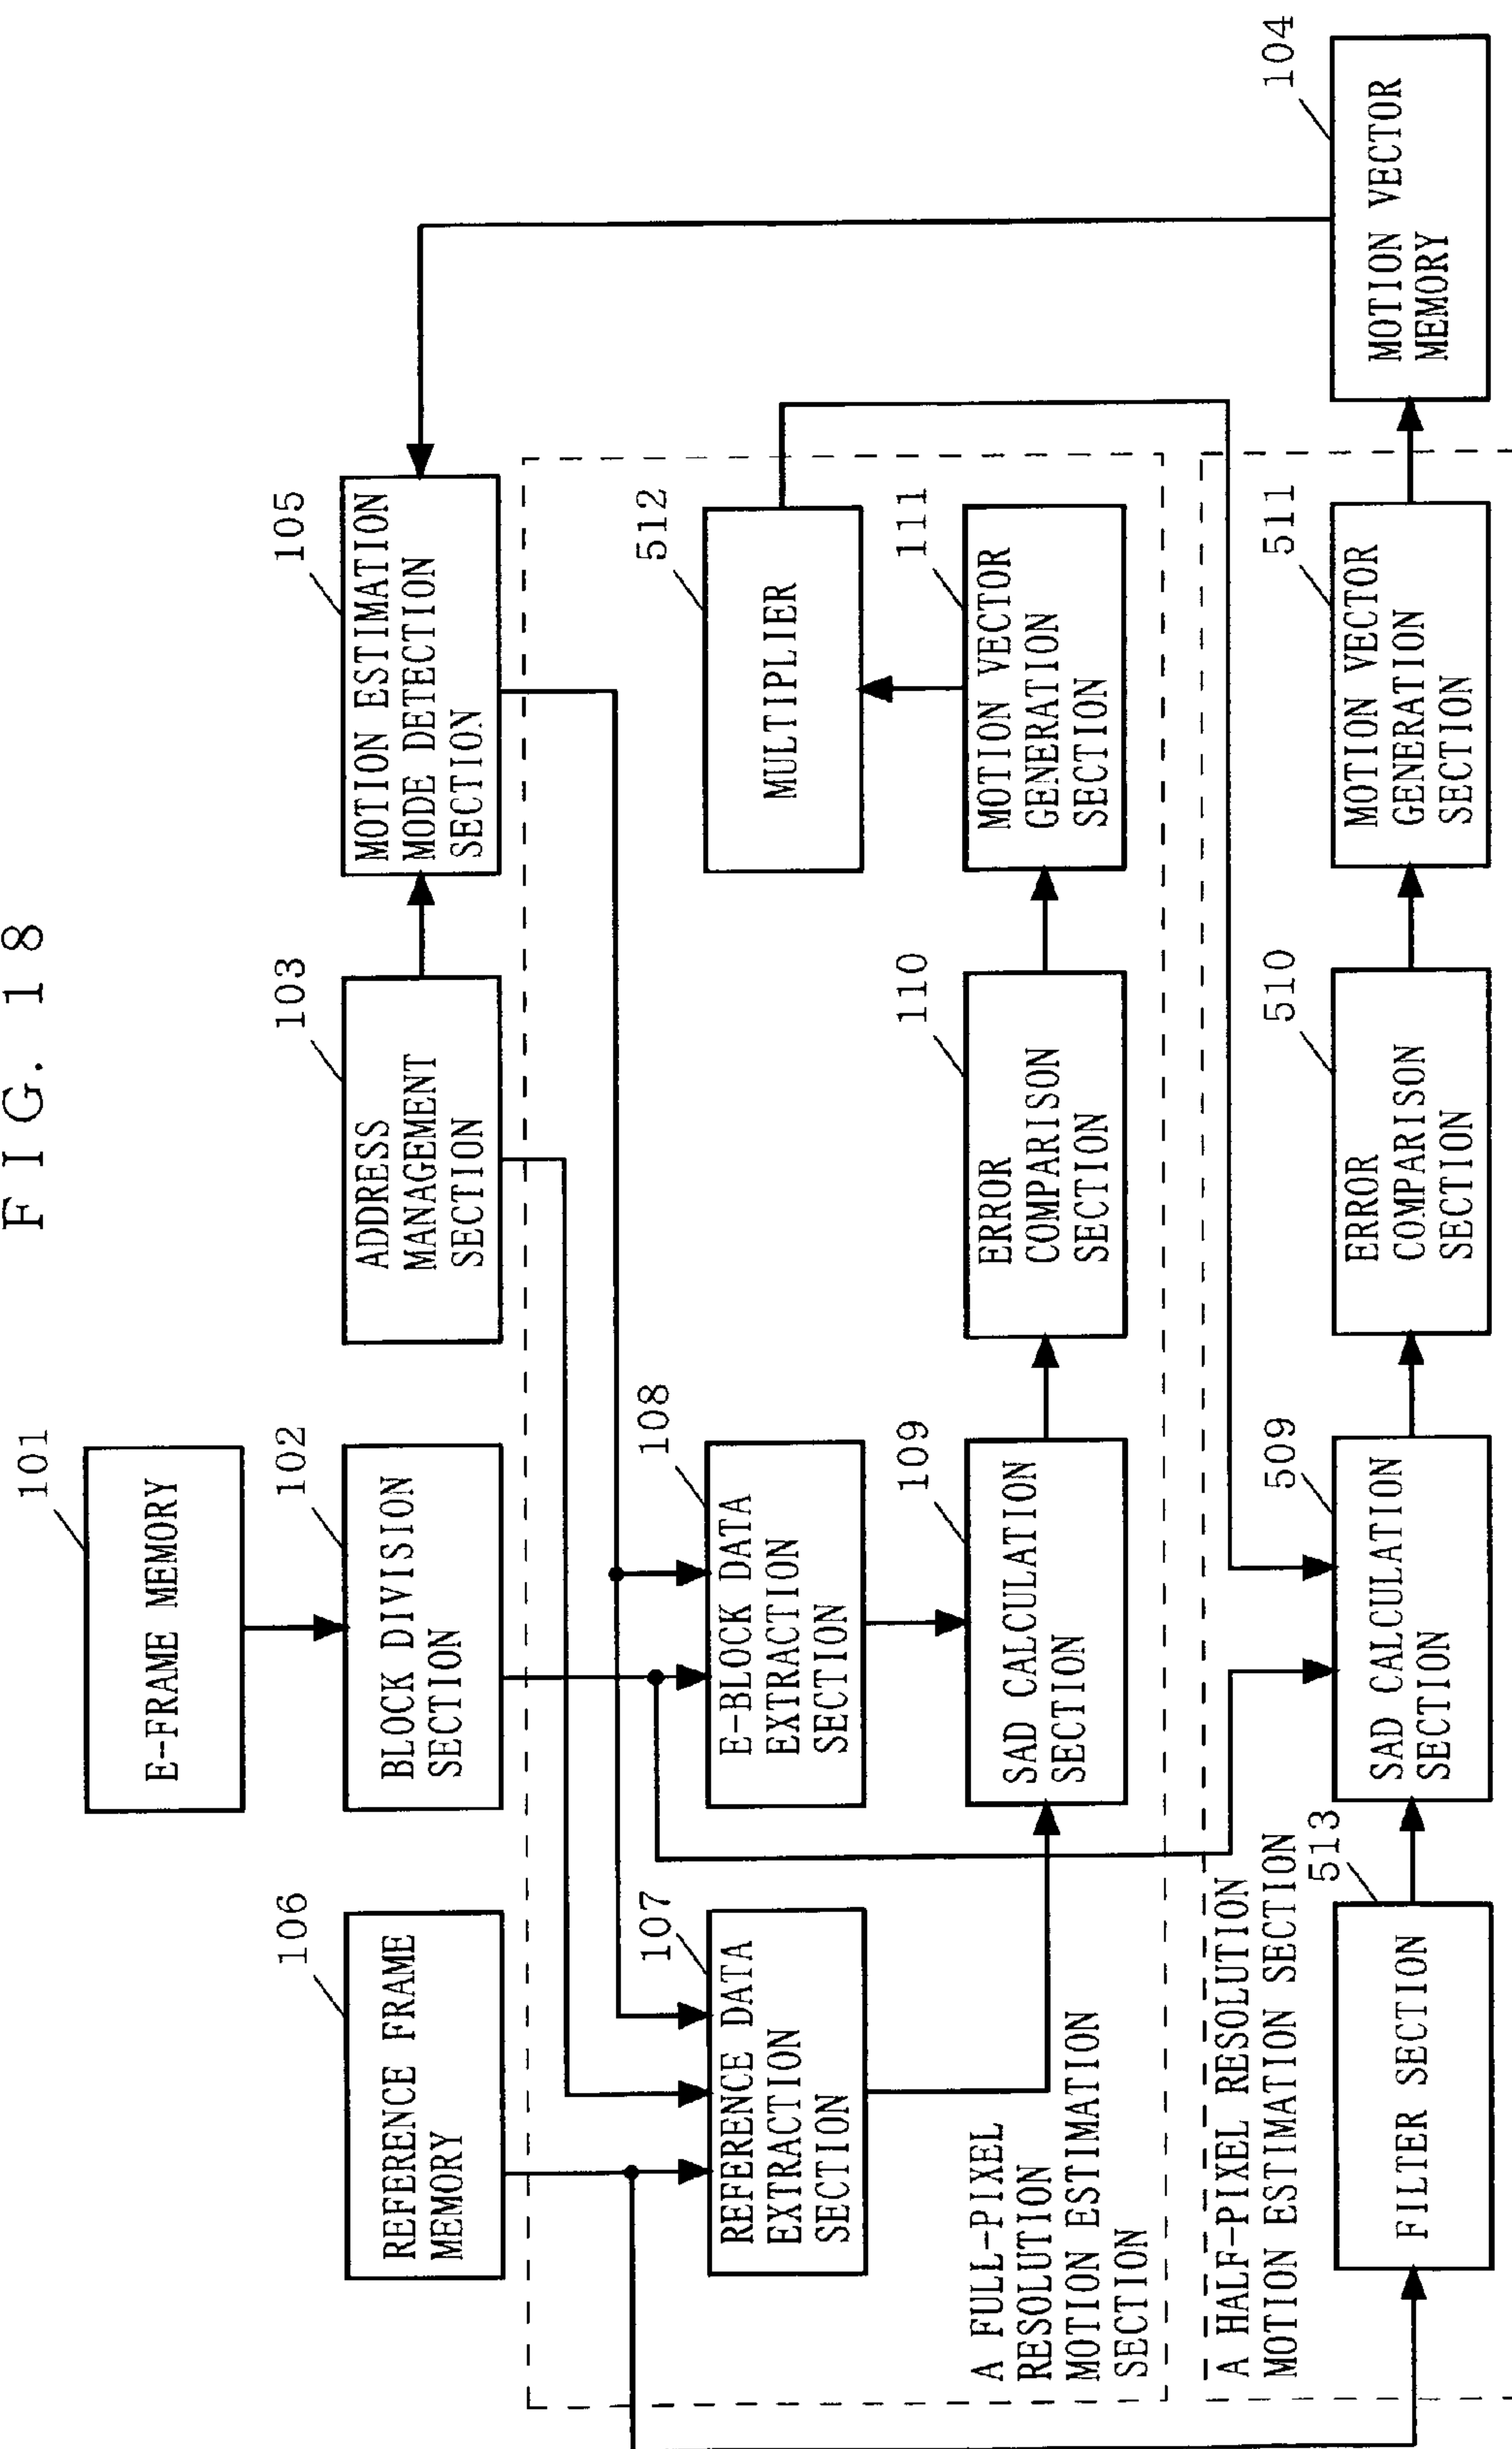 FIG. 18
101
E-FRAME MEMORY
106
REFERENCE FRAME
MEMORY
102
BLOCK DIVISION
SECTION
103
ADDRESS
MANAGEMENT
SECTION
105
MOTION ESTIMATION
MODE DETECTION
SECTION
107
REFERENCE DATA
EXTRACTION
SECTION
108
E-BLOCK DATA
EXTRACTION
SECTION
512
MULTIPLIER
109
SAD CALCULATION
SECTION
110
ERROR
COMPARISON
SECTION
111
MOTION VECTOR
GENERATION
SECTION
A FULL-PIXEL
RESOLUTION
MOTION ESTIMATION
SECTION
A HALF-PIXEL RESOLUTION
MOTION ESTIMATION SECTION
513
FILTER SECTION
509
SAD CALCULATION
SECTION
510
ERROR
COMPARISON
SECTION
511
MOTION VECTOR
GENERATION
SECTION
104
MOTION VECTOR
MEMORY